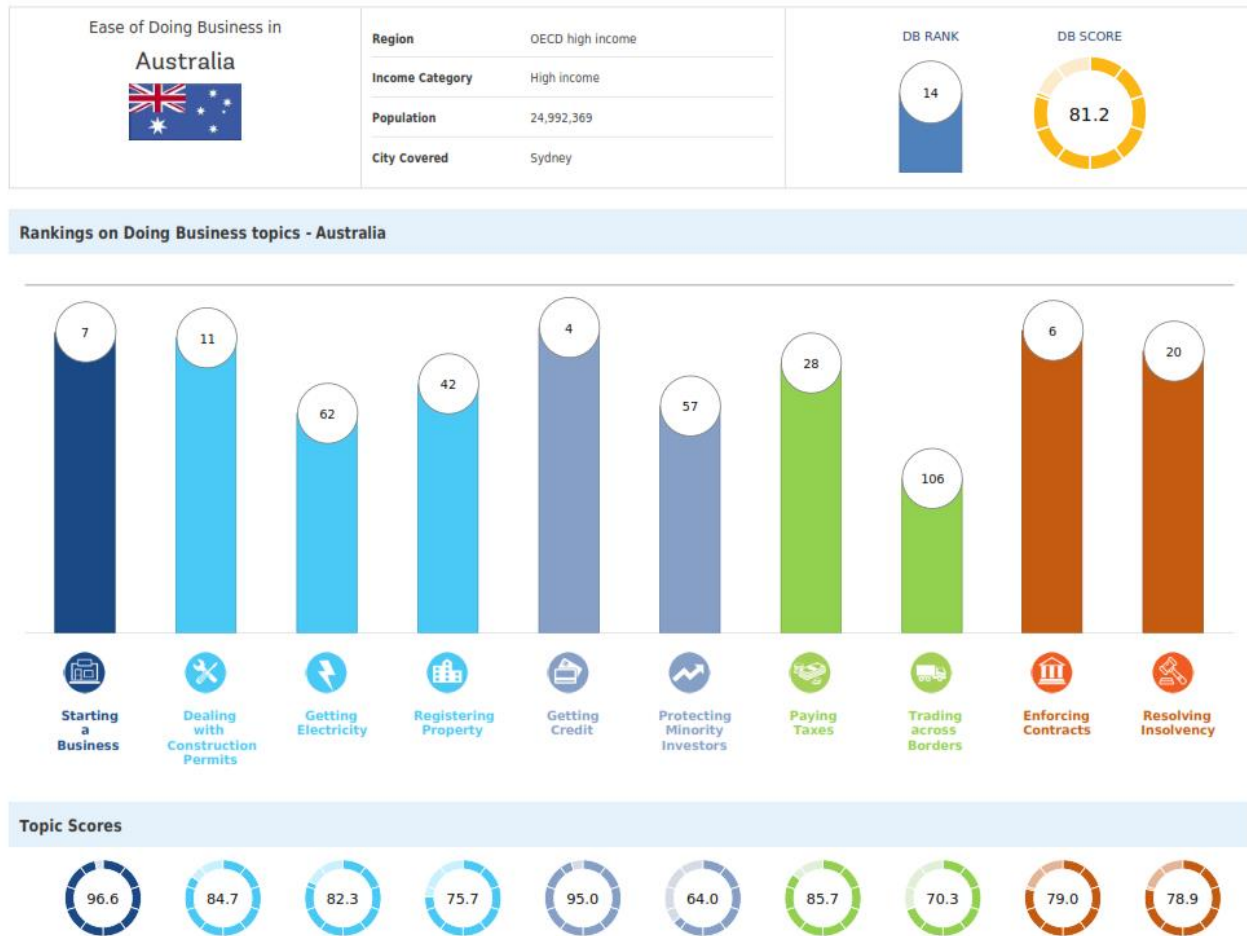 Ease of Doing Business in
Australia
Region OECD high income
Income Category High income
Population 24,992,369
City Covered Sydney
DB RANK DB SCORE
14 81.2
Rankings on Doing Business topics - Australia
7 11 62 42 4 57 28 106 6 20
Starting
a
Business
Dealing
with
Construction
Permits
Getting
Electricity
Registering
Property
Getting
Credit
Protecting
Minority
Investors
Paying
Taxes
Trading
across
Borders
Enforcing
Contracts
Resolving
Insolvency
Topic Scores
96.6 84.7 82.3 75.7 95.0 64.0 85.7 70.3 79.0 78.9